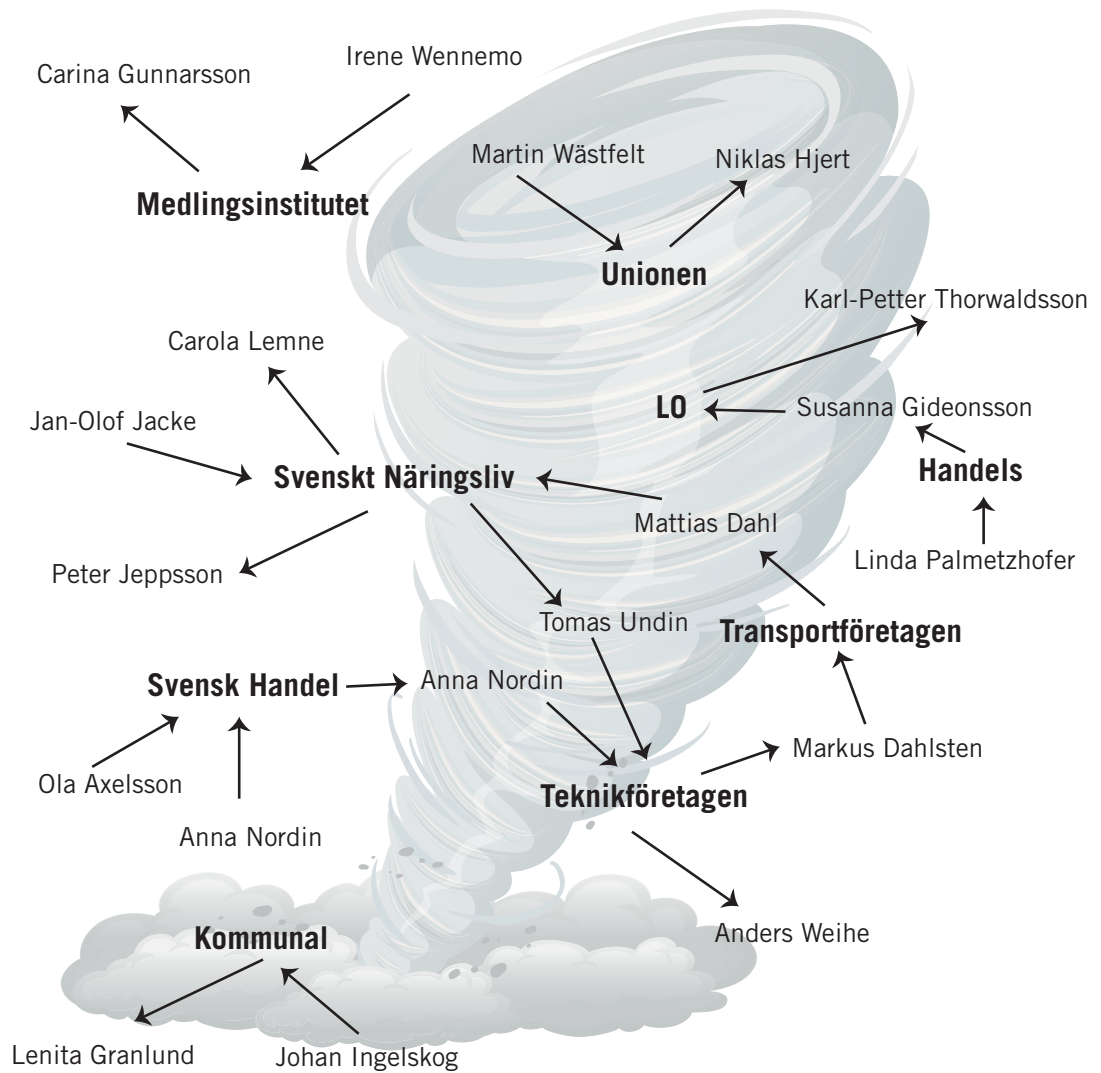 Irene Wennemo
Carina Gunnarsson
Martin Wästfelt
Niklas Hjert
Medlingsinstitutet
Unionen
Karl-Petter Thorwaldsson
Carola Lemne
LO
Susanna Gideonsson
Jan-Olof Jacke
Handels
Svenskt Näringsliv
Mattias Dahl
Linda Palmetzhofer
Peter Jeppsson
Tomas Undin
Transportföretagen
Svensk Handel
Anna Nordin
Markus Dahlsten
Ola Axelsson
Teknikföretagen
Anna Nordin
Anders Weihe
Kommunal
Lenita Granlund
Johan Ingelskog